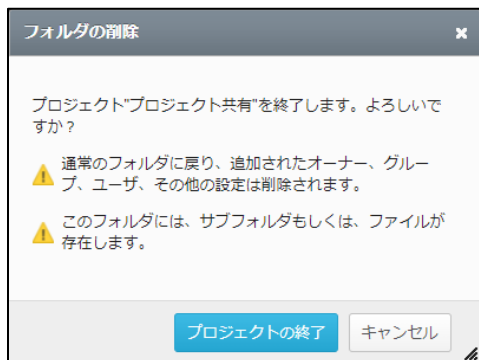 フォルダの削除
×
プロジェクト"プロジェクト共有"を終了します。よろしいで
すか？
通常のフォルダに戻り、追加されたオーナー、グルー
プ、ユーザ、その他の設定は削除されます。
このフォルダには、サブフォルダもしくは、ファイルが
存在します。
プロジェクトの終了 キャンセル